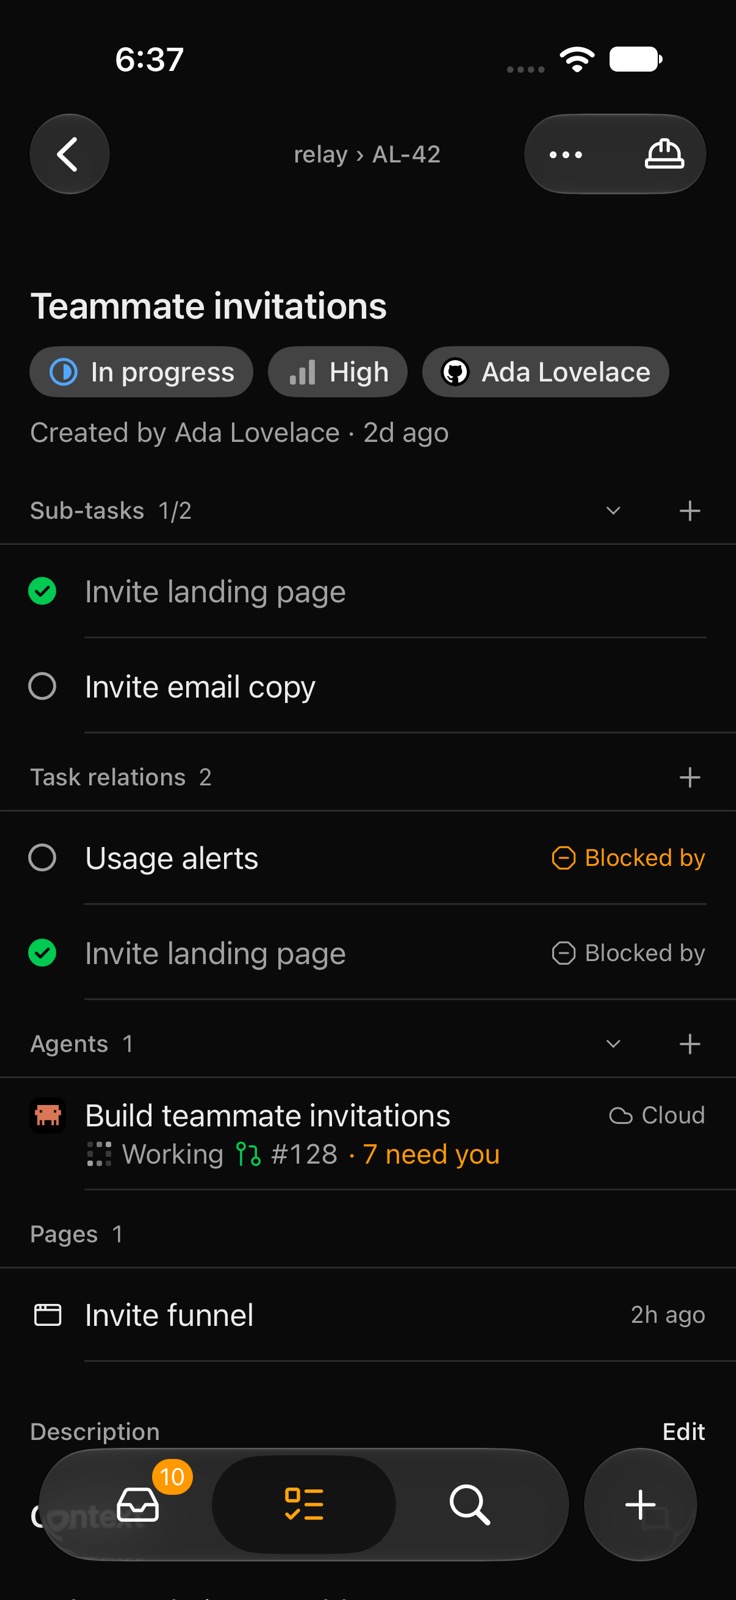 6:37
relay › AL-42
Teammate invitations
In progress
High
Ada Lovelace
Created by Ada Lovelace · 2d ago
Sub-tasks 1/2
Invite landing page
Invite email copy
Task relations 2
Usage alerts Blocked by
Invite landing page Blocked by
Agents 1
Build teammate invitations Cloud
Working #128 · 7 need you
Pages 1
Invite funnel 2h ago
Description Edit
10
Context